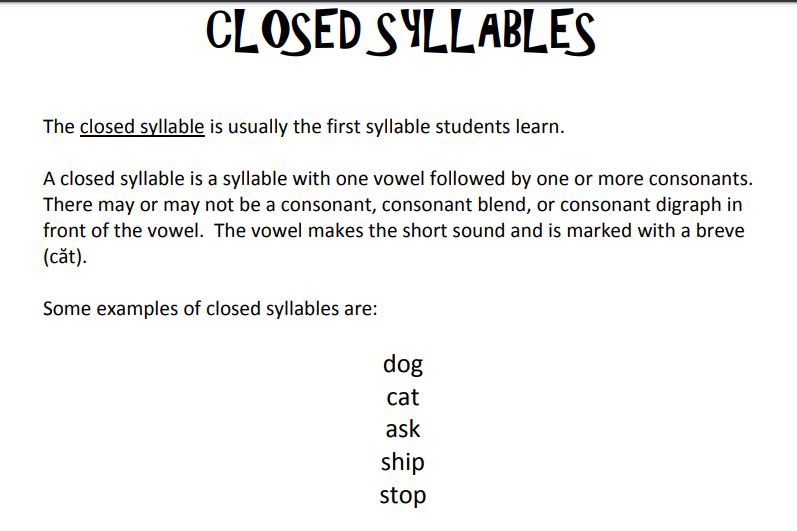 CLOSED SYLLABLES
The closed syllable is usually the first syllable students learn.
A closed syllable is a syllable with one vowel followed by one or more consonants.
There may or may not be a consonant, consonant blend, or consonant digraph in
front of the vowel.  The vowel makes the short sound and is marked with a breve
(căt).
Some examples of closed syllables are:
dog
cat
ask
ship
stop